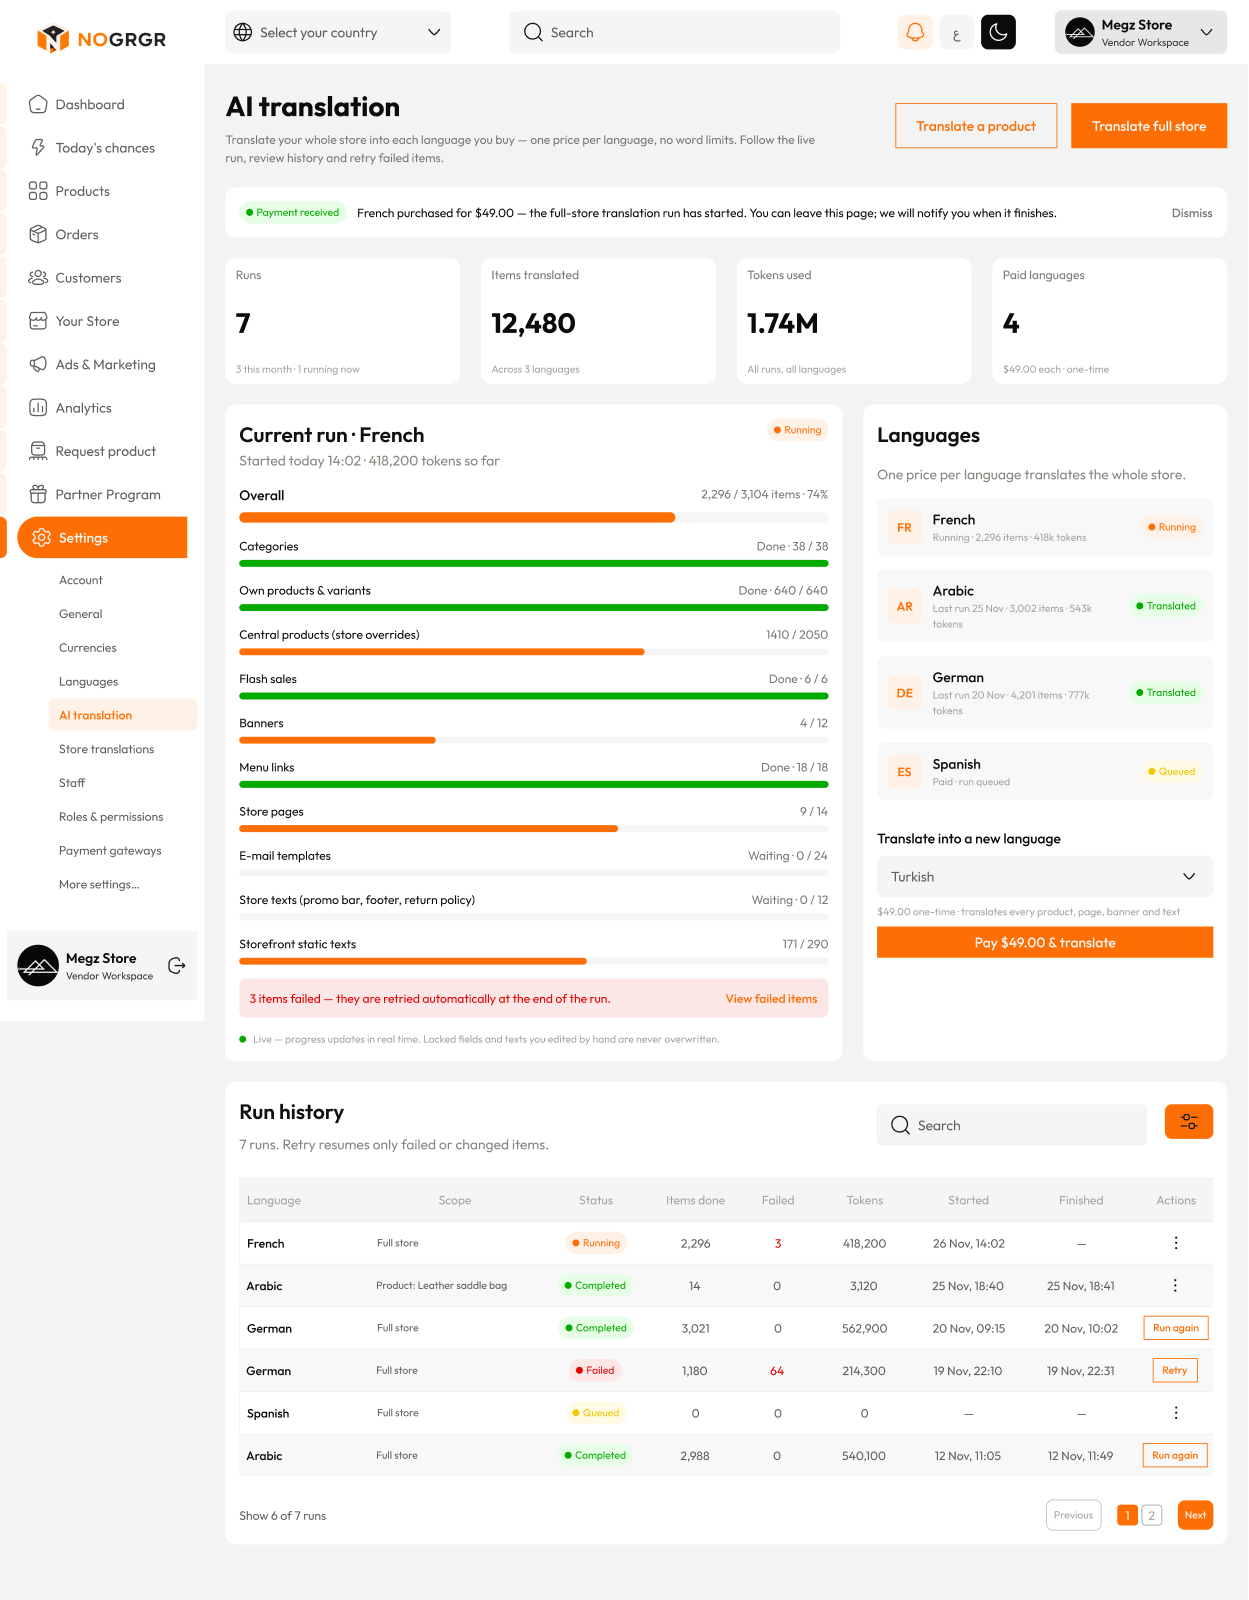 NOGRGR
Select your country
Search
ع
Megz Store
Vendor Workspace
Dashboard
Today's chances
Products
Orders
Customers
Your Store
Ads & Marketing
Analytics
Request product
Partner Program
Settings
Account
General
Currencies
Languages
AI translation
Store translations
Staff
Roles & permissions
Payment gateways
More settings...
Megz Store
Vendor Workspace
AI translation
Translate your whole store into each language you buy — one price per language, no word limits. Follow the live
run, review history and retry failed items.
Translate a product
Translate full store
Payment received
French purchased for $49.00 — the full-store translation run has started. You can leave this page; we will notify you when it finishes.
Dismiss
Runs
7
3 this month · 1 running now
Items translated
12,480
Across 3 languages
Tokens used
1.74M
All runs, all languages
Paid languages
4
$49.00 each · one-time
Current run · French
Running
Started today 14:02 · 418,200 tokens so far
Overall
2,296 / 3,104 items · 74%
Categories
Done · 38 / 38
Own products & variants
Done · 640 / 640
Central products (store overrides)
1410 / 2050
Flash sales
Done · 6 / 6
Banners
4 / 12
Menu links
Done · 18 / 18
Store pages
9 / 14
E-mail templates
Waiting · 0 / 24
Store texts (promo bar, footer, return policy)
Waiting · 0 / 12
Storefront static texts
171 / 290
3 items failed — they are retried automatically at the end of the run.
View failed items
Live — progress updates in real time. Locked fields and texts you edited by hand are never overwritten.
Languages
One price per language translates the whole store.
FR
French
Running · 2,296 items · 418k tokens
Running
AR
Arabic
Last run 25 Nov · 3,002 items · 543k
tokens
Translated
DE
German
Last run 20 Nov · 4,201 items · 777k
tokens
Translated
ES
Spanish
Paid · run queued
Queued
Translate into a new language
Turkish
$49.00 one-time · translates every product, page, banner and text
Pay $49.00 & translate
Run history
7 runs. Retry resumes only failed or changed items.
Search
Language Scope Status Items done Failed Tokens Started Finished Actions
French Full store Running 2,296 3 418,200 26 Nov, 14:02 —
Arabic Product: Leather saddle bag Completed 14 0 3,120 25 Nov, 18:40 25 Nov, 18:41
German Full store Completed 3,021 0 562,900 20 Nov, 09:15 20 Nov, 10:02 Run again
German Full store Failed 1,180 64 214,300 19 Nov, 22:10 19 Nov, 22:31 Retry
Spanish Full store Queued 0 0 0 — —
Arabic Full store Completed 2,988 0 540,100 12 Nov, 11:05 12 Nov, 11:49 Run again
Show 6 of 7 runs
Previous
1
2
Next